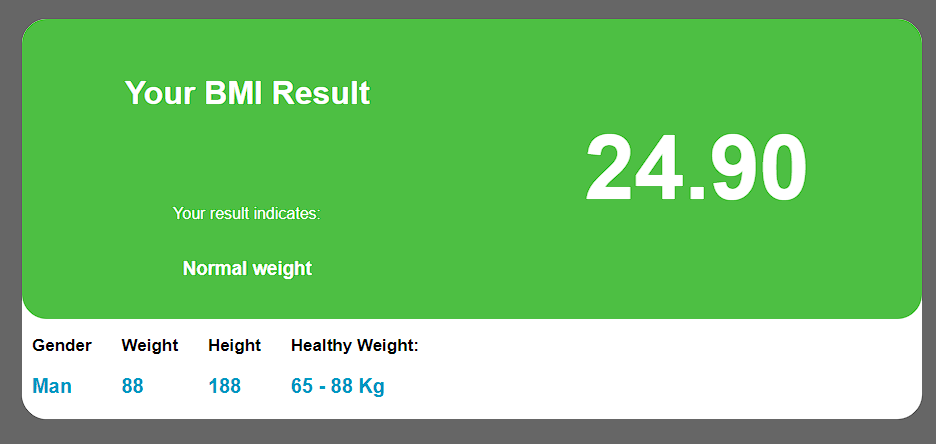 Your BMI Result
24.90
Your result indicates:
Normal weight
Gender Weight Height Healthy Weight:
Man 88 188 65 - 88 Kg